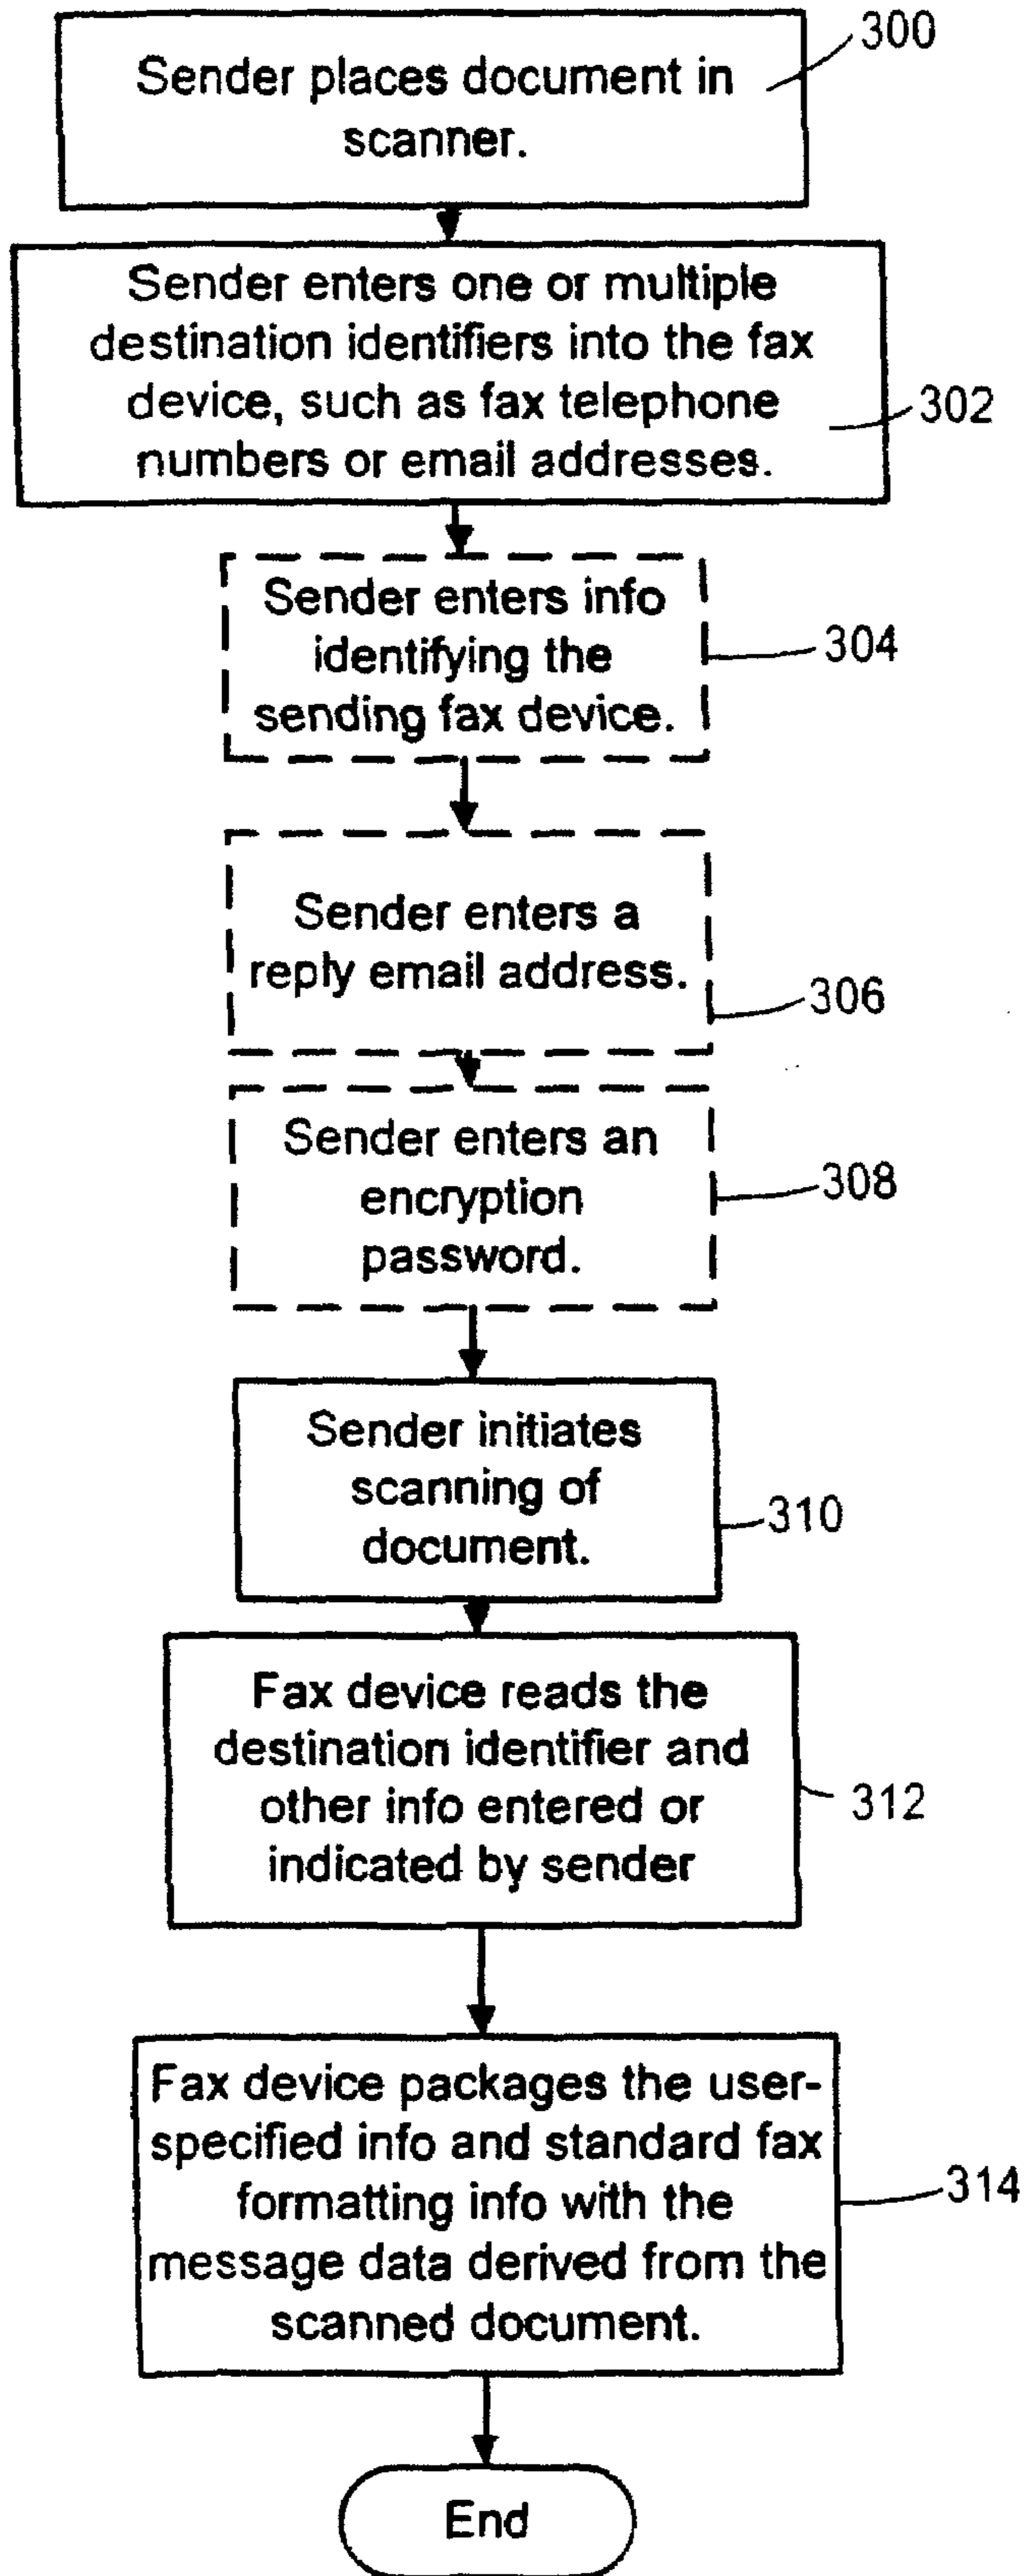 300
Sender places document in
scanner.
Sender enters one or multiple
destination identifiers into the fax
device, such as fax telephone
numbers or email addresses.
302
Sender enters info
identifying the
sending fax device.
304
Sender enters a
reply email address.
306
Sender enters an
encryption
password.
308
Sender initiates
scanning of
document.
310
Fax device reads the
destination identifier and
other info entered or
indicated by sender
312
Fax device packages the user-
specified info and standard fax
formatting info with the
message data derived from the
scanned document.
314
End